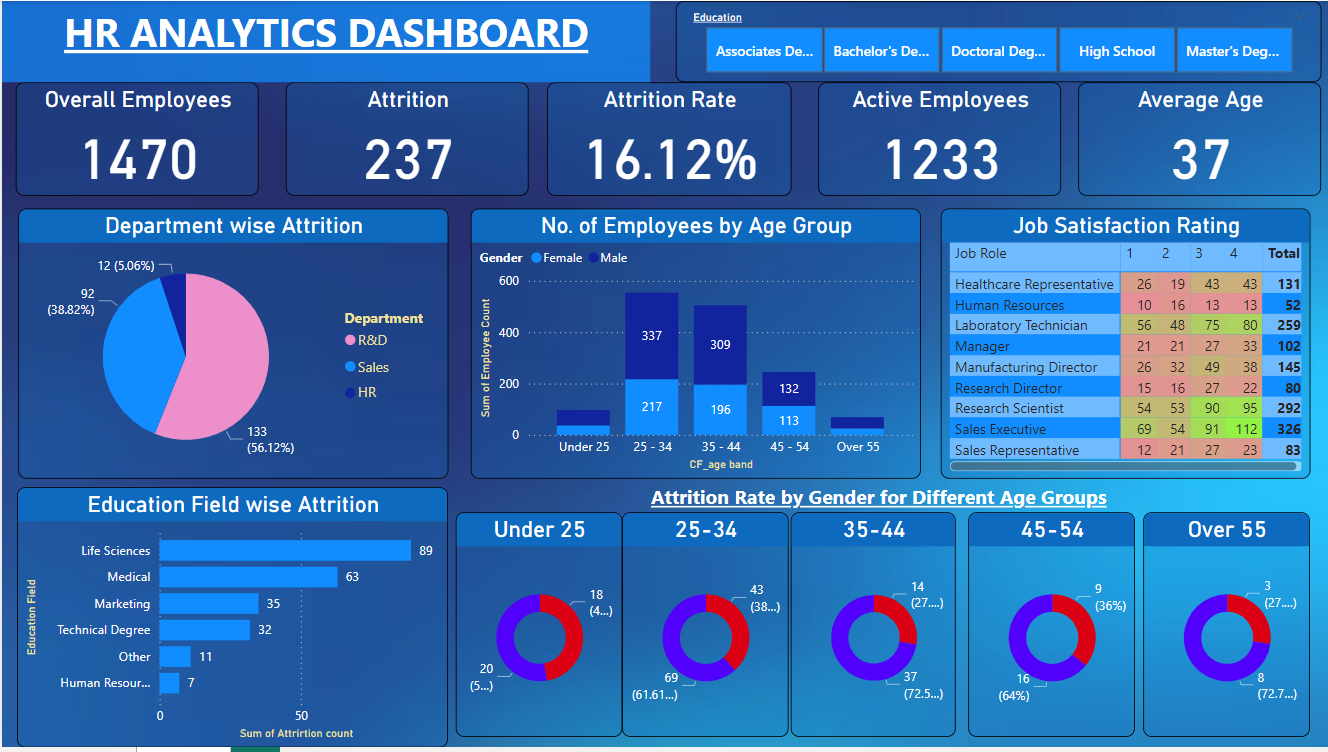 HR ANALYTICS DASHBOARD
Education
Associates De... Bachelor's De... Doctoral Deg... High School Master's Deg...
Overall Employees
1470
Attrition
237
Attrition Rate
16.12%
Active Employees
1233
Average Age
37
Department wise Attrition
12 (5.06%)
92
(38.82%)
133
(56.12%)
Department
R&D
Sales
HR
No. of Employees by Age Group
Gender Female Male
Sum of Employee Count
600
400
200
0
337
217
309
196
132
113
Under 25 25 - 34 35 - 44 45 - 54 Over 55
CF_age band
Job Satisfaction Rating
Job Role 1 2 3 4 Total
Healthcare Representative 26 19 43 43 131
Human Resources 10 16 13 13 52
Laboratory Technician 56 48 75 80 259
Manager 21 21 27 33 102
Manufacturing Director 26 32 49 38 145
Research Director 15 16 27 22 80
Research Scientist 54 53 90 95 292
Sales Executive 69 54 91 112 326
Sales Representative 12 21 27 23 83
Education Field wise Attrition
Education Field
Life Sciences 89
Medical 63
Marketing 35
Technical Degree 32
Other 11
Human Resour... 7
0 50
Sum of Attrirtion count
Attrition Rate by Gender for Different Age Groups
Under 25
18
(4...)
20
(5...)
25-34
43
(38...)
69
(61.61...)
35-44
14
(27....)
37
(72.5...)
45-54
9
(36%)
16
(64%)
Over 55
3
(27....)
8
(72.7...)